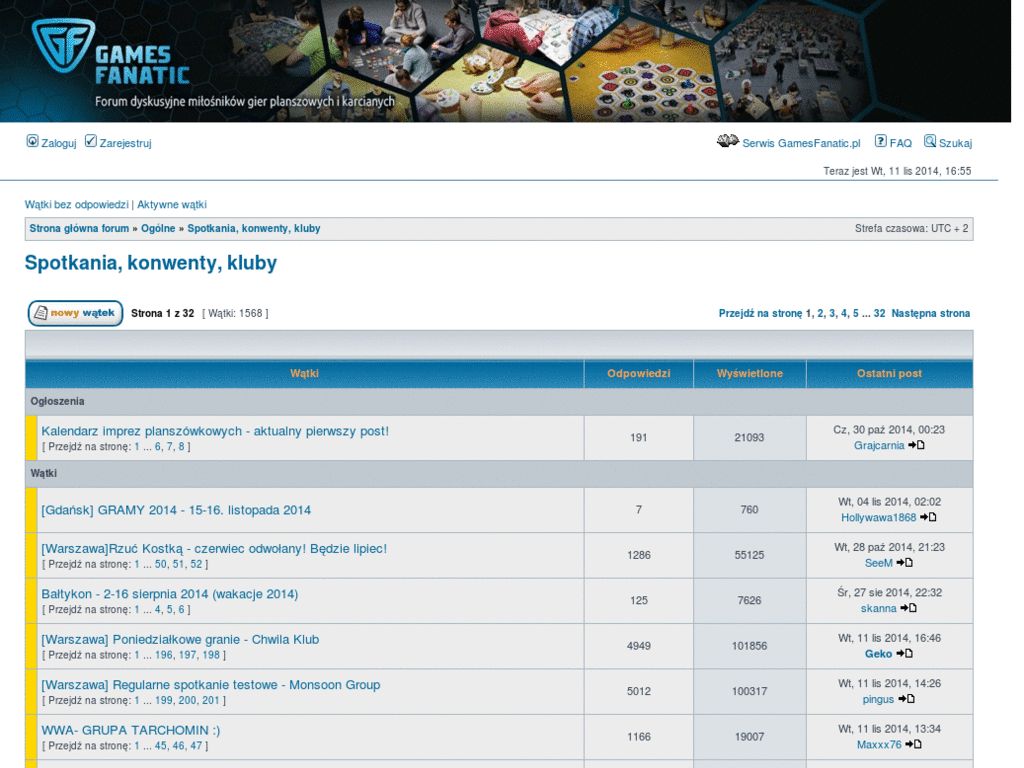 GAMES
FANATIC
Forum dyskusyjne miłośników gier planszowych i karcianych
Zaloguj Zarejestruj
Serwis GamesFanatic.pl FAQ Szukaj
Teraz jest Wt, 11 lis 2014, 16:55
Wątki bez odpowiedzi | Aktywne wątki
Strona główna forum » Ogólne » Spotkania, konwenty, kluby
Strefa czasowa: UTC + 2
Spotkania, konwenty, kluby
nowy wątek Strona 1 z 32 [ Wątki: 1568 ]
Przejdź na stronę 1, 2, 3, 4, 5 ... 32 Następna strona
Wątki Odpowiedzi Wyświetlone Ostatni post
Ogłoszenia
Kalendarz imprez planszówkowych - aktualny pierwszy post!
[ Przejdź na stronę: 1 ... 6, 7, 8 ]
191
21093
Cz, 30 paź 2014, 00:23
Grajcarnia
Wątki
[Gdańsk] GRAMY 2014 - 15-16. listopada 2014
7
760
Wt, 04 lis 2014, 02:02
Hollywawa1868
[Warszawa]Rzuć Kostką - czerwiec odwołany! Będzie lipiec!
[ Przejdź na stronę: 1 ... 50, 51, 52 ]
1286
55125
Wt, 28 paź 2014, 21:23
SeeM
Bałtykon - 2-16 sierpnia 2014 (wakacje 2014)
[ Przejdź na stronę: 1 ... 4, 5, 6 ]
125
7626
Śr, 27 sie 2014, 22:32
skanna
[Warszawa] Poniedziałkowe granie - Chwila Klub
[ Przejdź na stronę: 1 ... 196, 197, 198 ]
4949
101856
Wt, 11 lis 2014, 16:46
Geko
[Warszawa] Regularne spotkanie testowe - Monsoon Group
[ Przejdź na stronę: 1 ... 199, 200, 201 ]
5012
100317
Wt, 11 lis 2014, 14:26
pingus
WWA- GRUPA TARCHOMIN :)
[ Przejdź na stronę: 1 ... 45, 46, 47 ]
1166
19007
Wt, 11 lis 2014, 13:34
Maxxx76